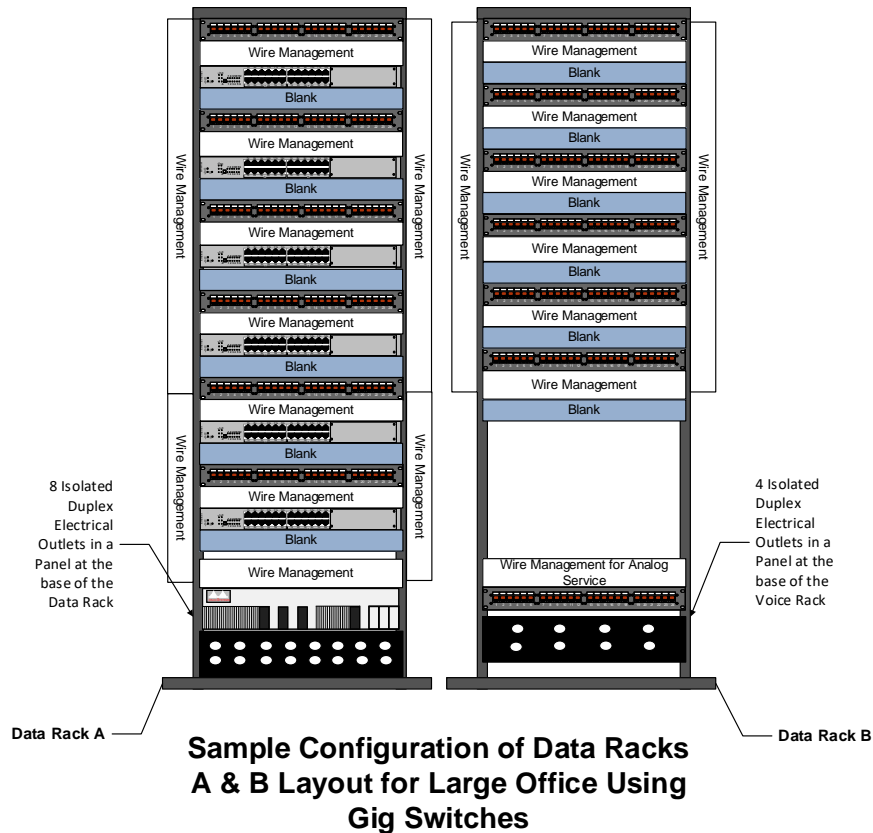 Wire Management
Blank
Wire Management
Blank
Wire Management
Blank
Wire Management
Blank
Wire Management
Blank
Wire Management
Blank
Wire Management
Wire Management
Wire Management
Wire Management
Wire Management
8 Isolated
Duplex
Electrical
Outlets in a
Panel at the
base of the
Data Rack
Data Rack A
Wire Management
Blank
Wire Management
Blank
Wire Management
Blank
Wire Management
Blank
Wire Management
Blank
Wire Management
Blank
Wire Management for Analog
Service
Wire Management
Wire Management
4 Isolated
Duplex
Electrical
Outlets in a
Panel at the
base of the
Voice Rack
Data Rack B
Sample Configuration of Data Racks
A & B Layout for Large Office Using
Gig Switches